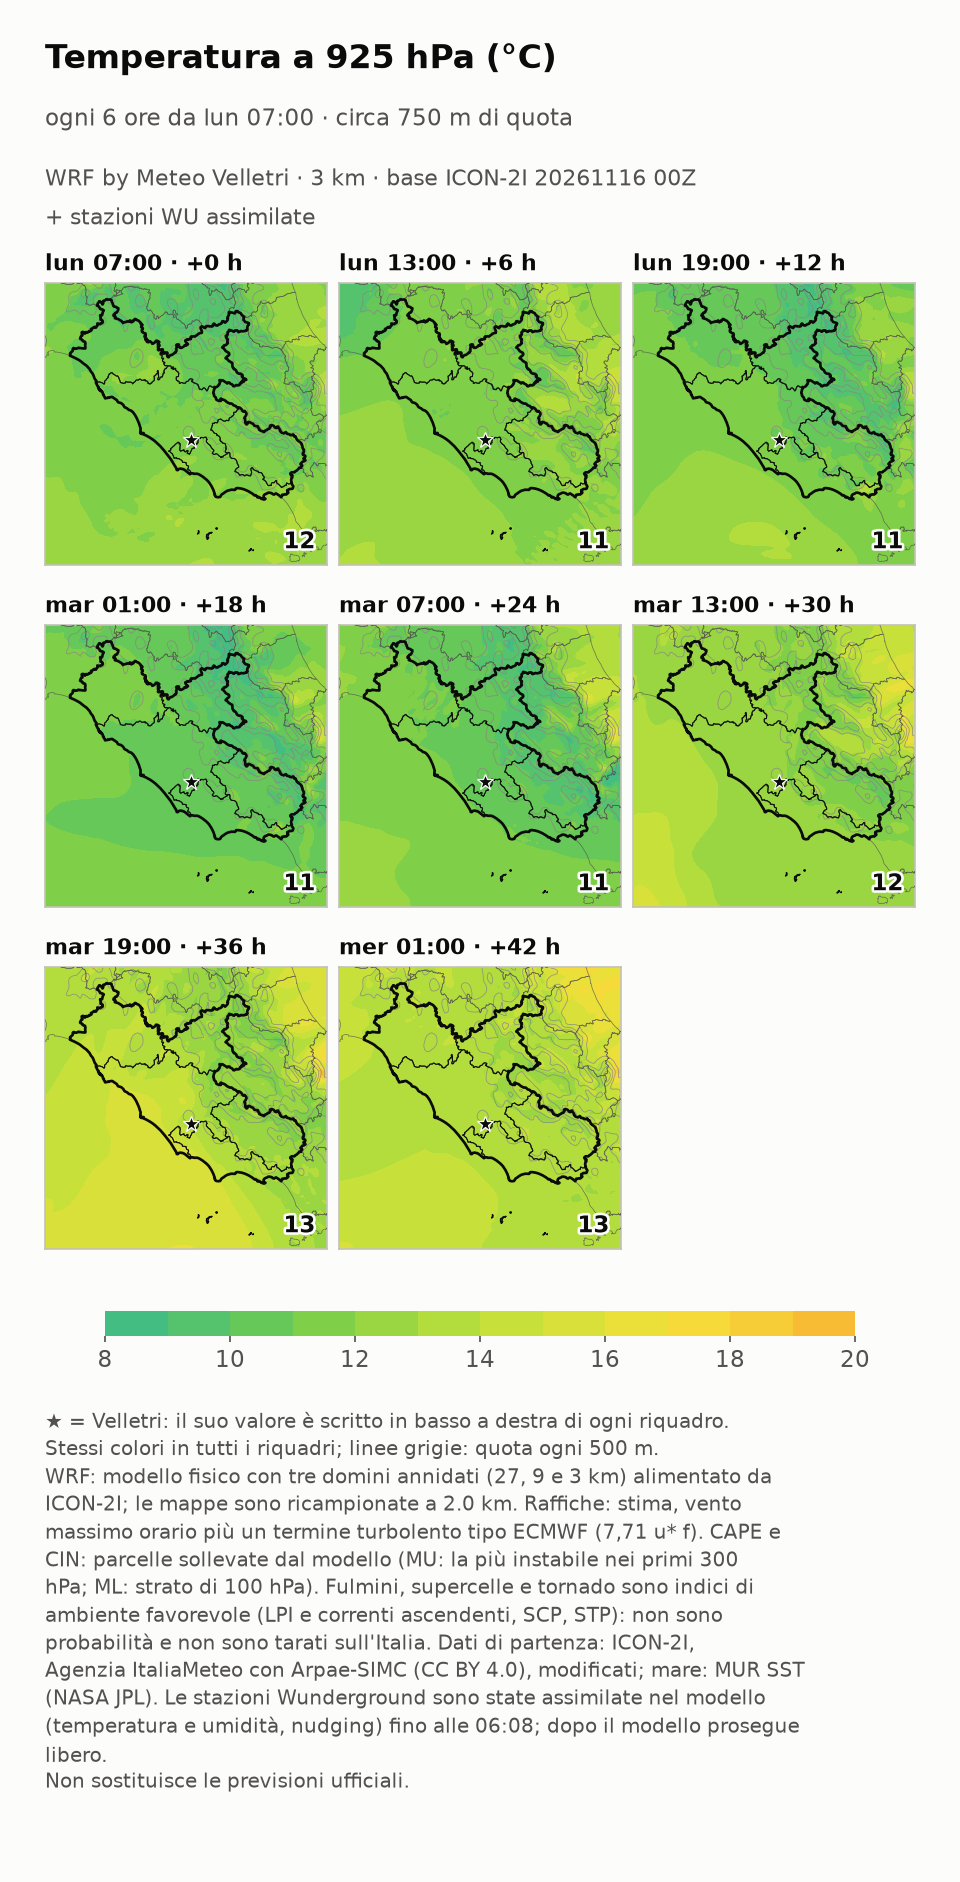 Temperatura a 925 hPa (°C)
ogni 6 ore da lun 07:00 · circa 750 m di quota
WRF by Meteo Velletri · 3 km · base ICON-2I 20261116 00Z
+ stazioni WU assimilate
lun 07:00 · +0 h
lun 13:00 · +6 h
lun 19:00 · +12 h
12
11
11
mar 01:00 · +18 h
mar 07:00 · +24 h
mar 13:00 · +30 h
11
11
12
mar 19:00 · +36 h
mer 01:00 · +42 h
13
13
8 10 12 14 16 18 20
★ = Velletri: il suo valore è scritto in basso a destra di ogni riquadro.
Stessi colori in tutti i riquadri; linee grigie: quota ogni 500 m.
WRF: modello fisico con tre domini annidati (27, 9 e 3 km) alimentato da
ICON-2I; le mappe sono ricampionate a 2.0 km. Raffiche: stima, vento
massimo orario più un termine turbolento tipo ECMWF (7,71 u* f). CAPE e
CIN: parcelle sollevate dal modello (MU: la più instabile nei primi 300
hPa; ML: strato di 100 hPa). Fulmini, supercelle e tornado sono indici di
ambiente favorevole (LPI e correnti ascendenti, SCP, STP): non sono
probabilità e non sono tarati sull'Italia. Dati di partenza: ICON-2I,
Agenzia ItaliaMeteo con Arpae-SIMC (CC BY 4.0), modificati; mare: MUR SST
(NASA JPL). Le stazioni Wunderground sono state assimilate nel modello
(temperatura e umidità, nudging) fino alle 06:08; dopo il modello prosegue
libero.
Non sostituisce le previsioni ufficiali.